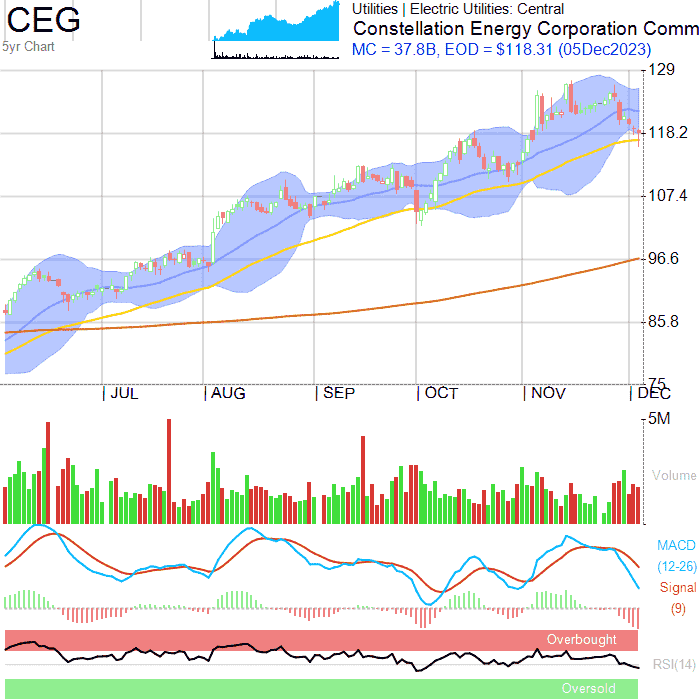 CEG
5yr Chart
Utilities | Electric Utilities: Central
Constellation Energy Corporation Comm
MC = 37.8B, EOD = $118.31 (05Dec2023)
129
118.2
107.4
96.6
85.8
75
JUL AUG SEP OCT NOV DEC
5M
Volume
MACD
(12-26)
Signal
(9)
Overbought
RSI(14)
Oversold